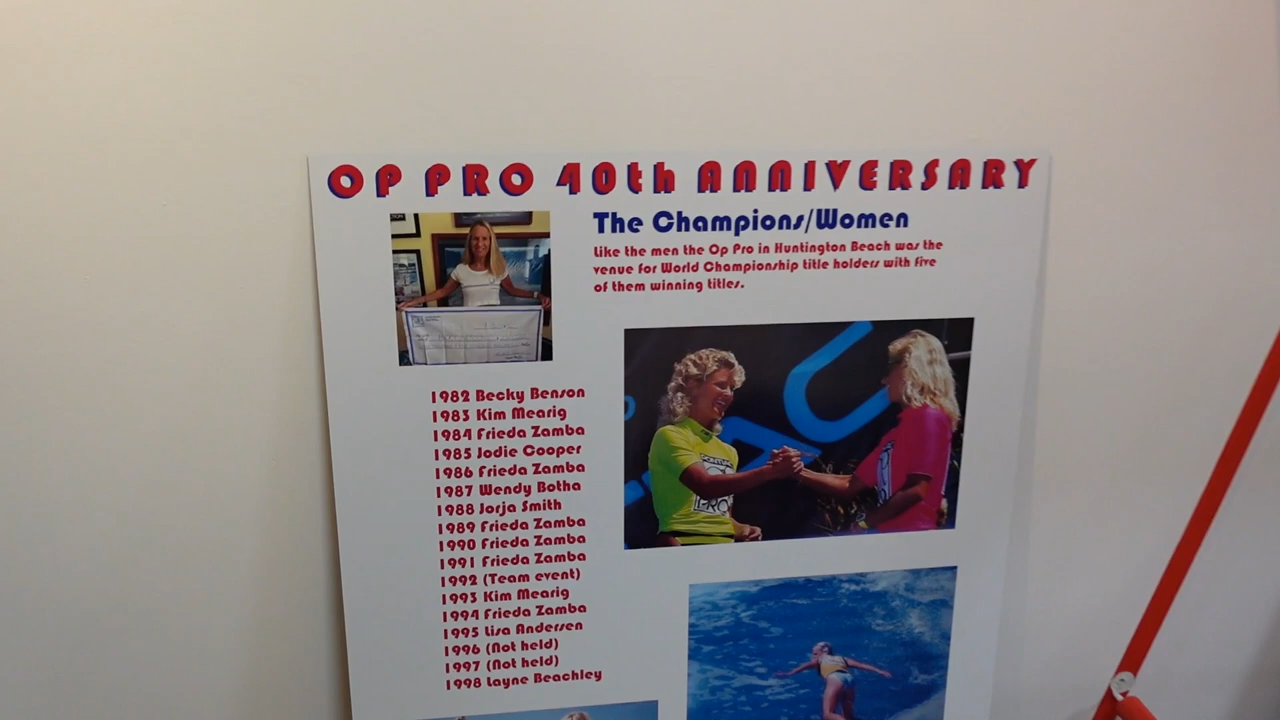 OP PRO 40th ANNIVERSARY
The Champions/Women
Like the men the Op Pro in Huntington Beach was the
venue for World Championship title holders with five
of them winning titles.
1982 Becky Benson
1983 Kim Mearig
1984 Frieda Zamba
1985 Jodie Cooper
1986 Frieda Zamba
1987 Wendy Botha
1988 Jorja Smith
1989 Frieda Zamba
1990 Frieda Zamba
1991 Frieda Zamba
1992 (Team event)
1993 Kim Mearig
1994 Frieda Zamba
1995 Lisa Andersen
1996 (Not held)
1997 (Not held)
1998 Layne Beachley
PRO